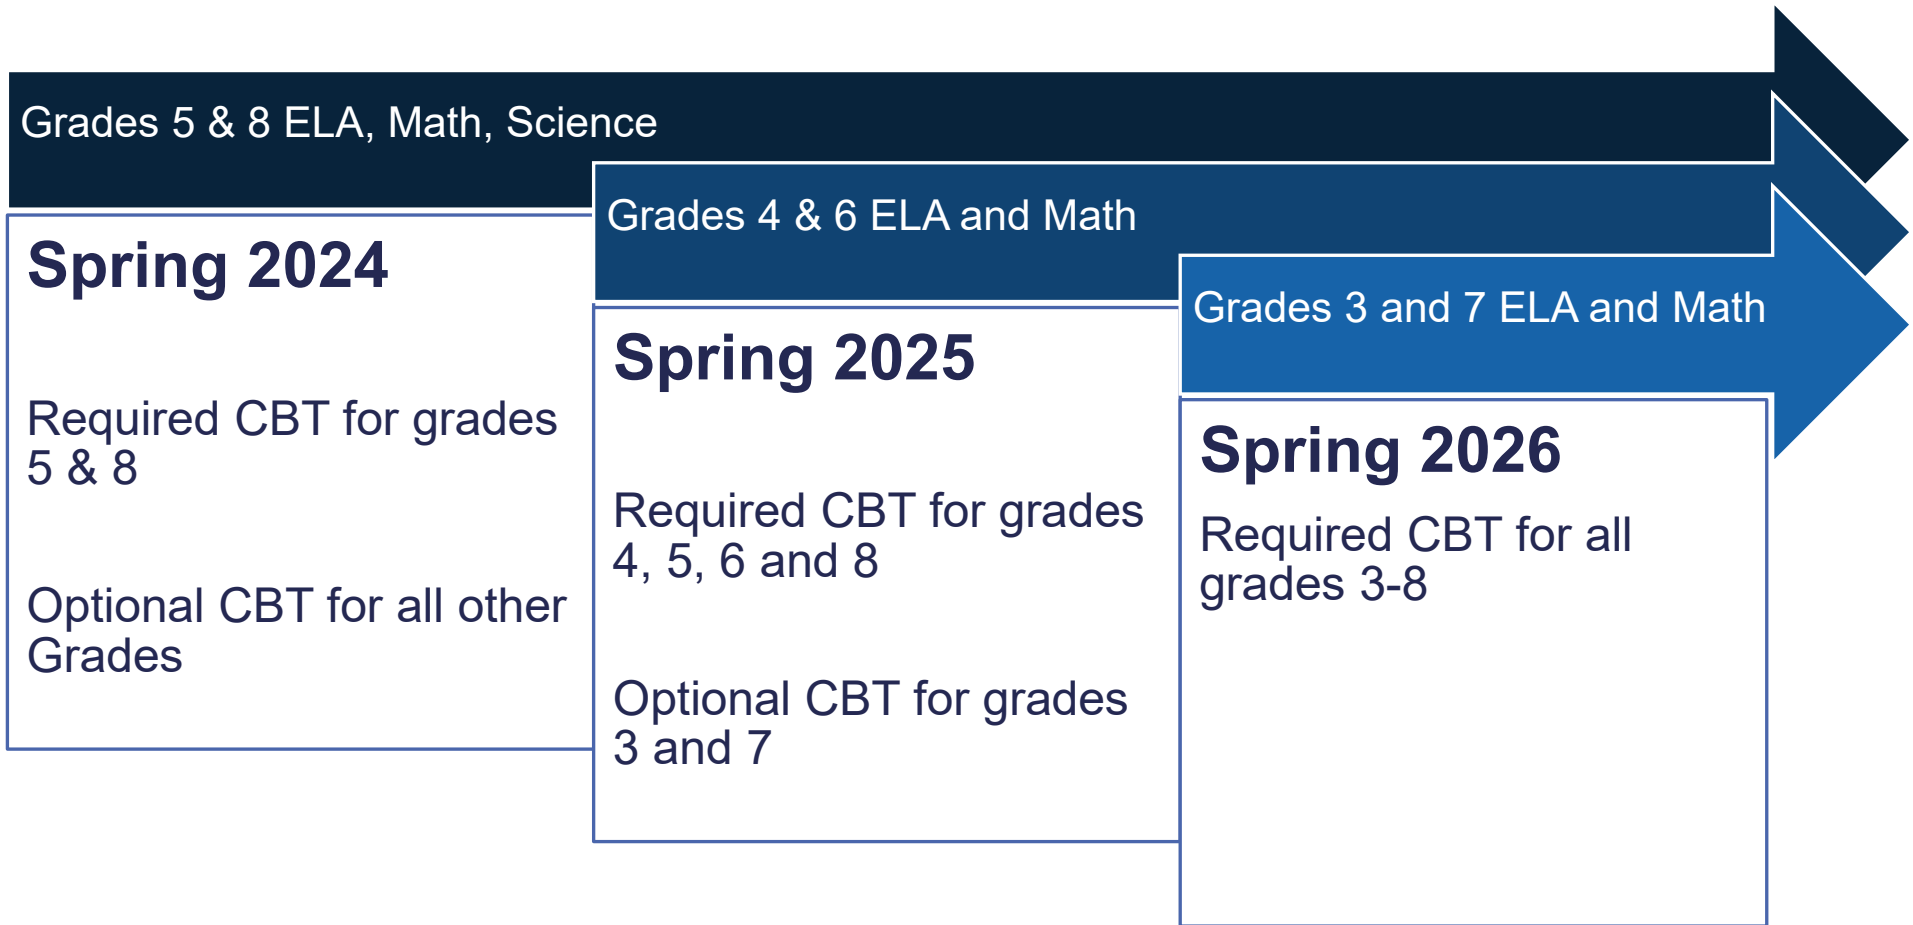 Grades 5 & 8 ELA, Math, Science
Spring 2024
Required CBT for grades
5 & 8
Optional CBT for all other
Grades
Grades 4 & 6 ELA and Math
Spring 2025
Required CBT for grades
4, 5, 6 and 8
Optional CBT for grades
3 and 7
Grades 3 and 7 ELA and Math
Spring 2026
Required CBT for all
grades 3-8